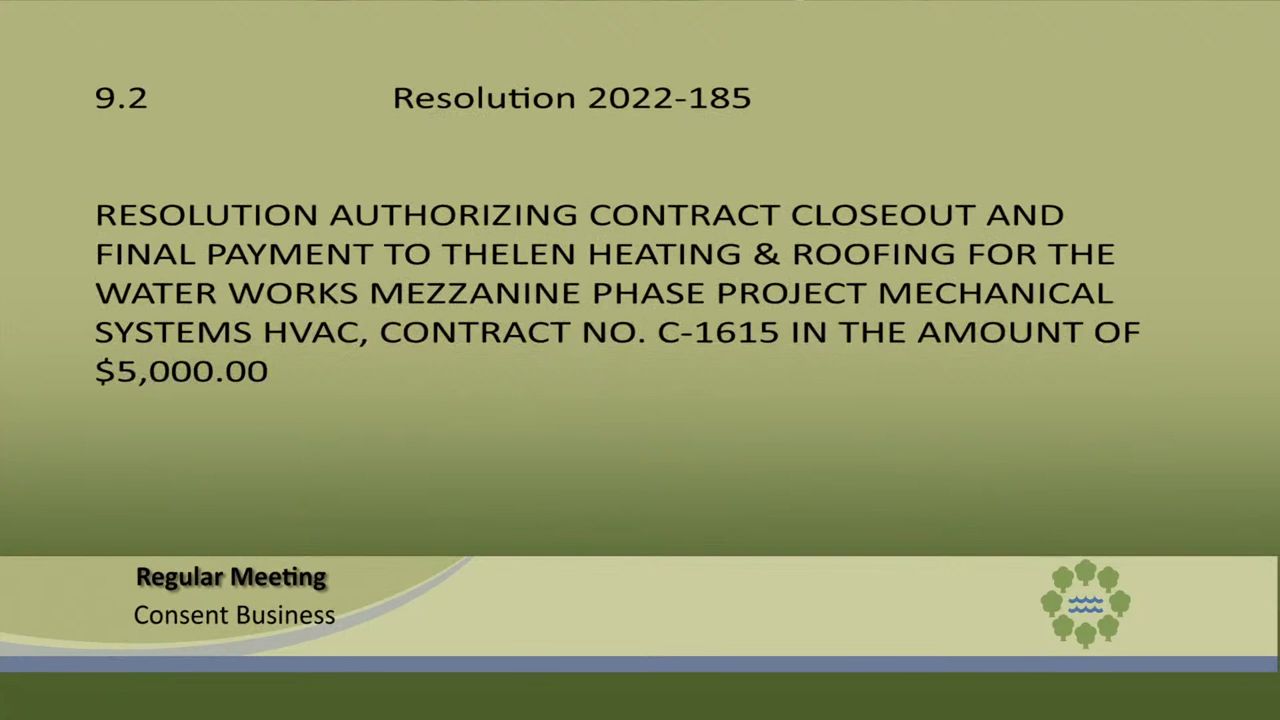 9.2 Resolution 2022-185
RESOLUTION AUTHORIZING CONTRACT CLOSEOUT AND
FINAL PAYMENT TO THELEN HEATING & ROOFING FOR THE
WATER WORKS MEZZANINE PHASE PROJECT MECHANICAL
SYSTEMS HVAC, CONTRACT NO. C-1615 IN THE AMOUNT OF
$5,000.00
Regular Meeting
Consent Business